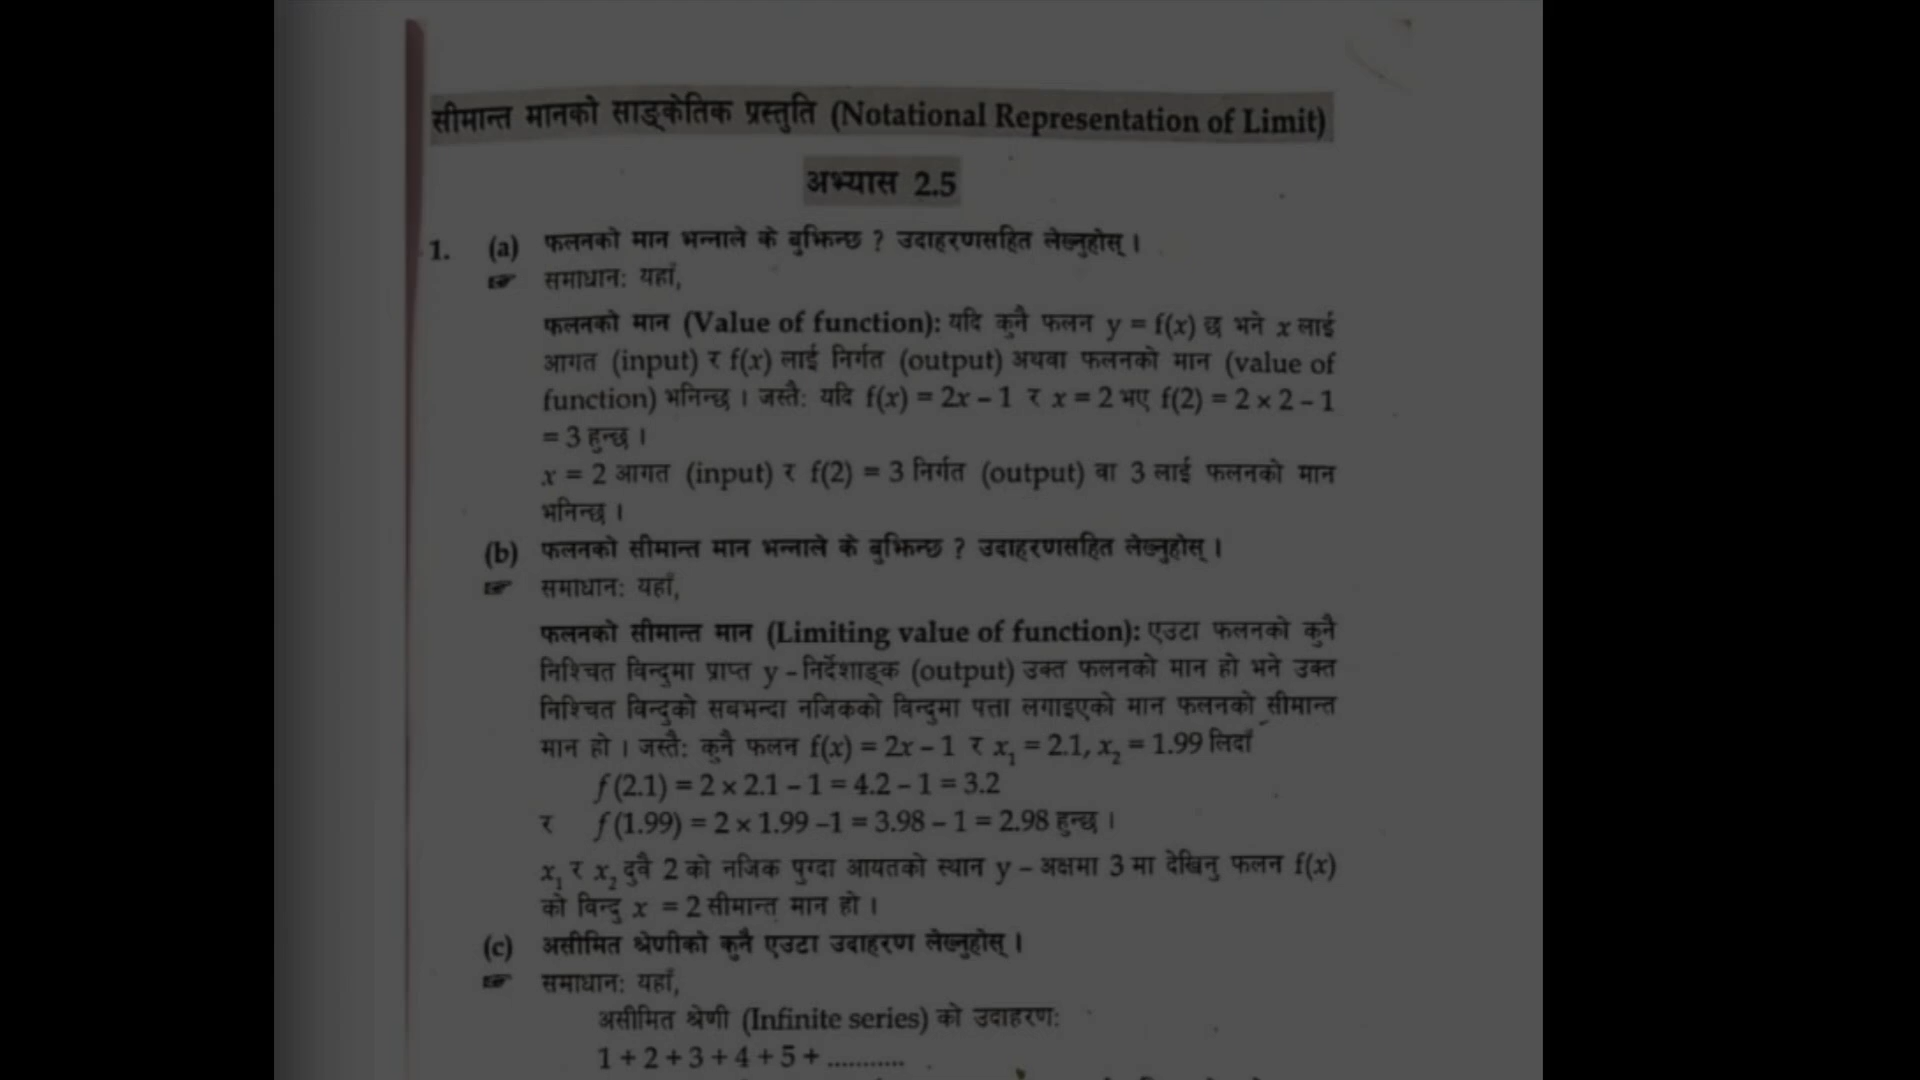 सीमान्त मानको साङ्केतिक प्रस्तुति (Notational Representation of Limit)
अभ्यास 2.5
1. (a) फलनको मान भन्नाले के बुझिन्छ ? उदाहरणसहित लेख्नुहोस् ।
☞ समाधान: यहाँ,
फलनको मान (Value of function): यदि कुनै फलन y = f(x) छ भने x लाई
आगत (input) र f(x) लाई निर्गत (output) अथवा फलनको मान (value of
function) भनिन्छ । जस्तै: यदि f(x) = 2x – 1 र x = 2 भए f(2) = 2 × 2 – 1
= 3 हुन्छ ।
x = 2 आगत (input) र f(2) = 3 निर्गत (output) वा 3 लाई फलनको मान
भनिन्छ ।
(b) फलनको सीमान्त मान भन्नाले के बुझिन्छ ? उदाहरणसहित लेख्नुहोस् ।
☞ समाधान: यहाँ,
फलनको सीमान्त मान (Limiting value of function): एउटा फलनको कुनै
निश्चित विन्दुमा प्राप्त y – निर्देशाङ्क (output) उक्त फलनको मान हो भने उक्त
निश्चित विन्दुको सबभन्दा नजिकको विन्दुमा पत्ता लगाइएको मान फलनको सीमान्त
मान हो । जस्तै: कुनै फलन f(x) = 2x – 1 र x₁ = 2.1, x₂ = 1.99 लिदाँ
f (2.1) = 2 × 2.1 – 1 = 4.2 – 1 = 3.2
र f (1.99) = 2 × 1.99 –1 = 3.98 – 1 = 2.98 हुन्छ ।
x₁ र x₂ दुवै 2 को नजिक पुग्दा आयतको स्थान y – अक्षमा 3 मा देखिनु फलन f(x)
को विन्दु x = 2 सीमान्त मान हो ।
(c) असीमित श्रेणीको कुनै एउटा उदाहरण लेख्नुहोस् ।
☞ समाधान: यहाँ,
असीमित श्रेणी (Infinite series) को उदाहरण:
1 + 2 + 3 + 4 + 5 + ...........